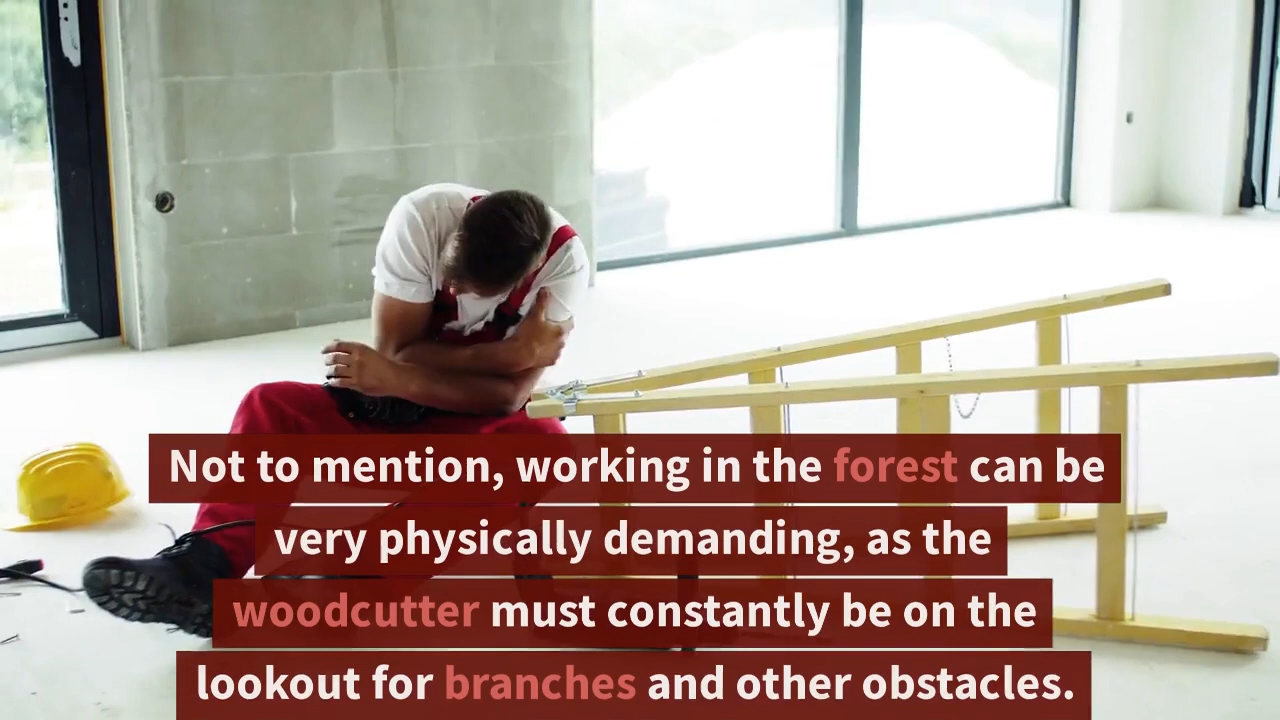 Not to mention, working in the forest can be
very physically demanding, as the
woodcutter must constantly be on the
lookout for branches and other obstacles.